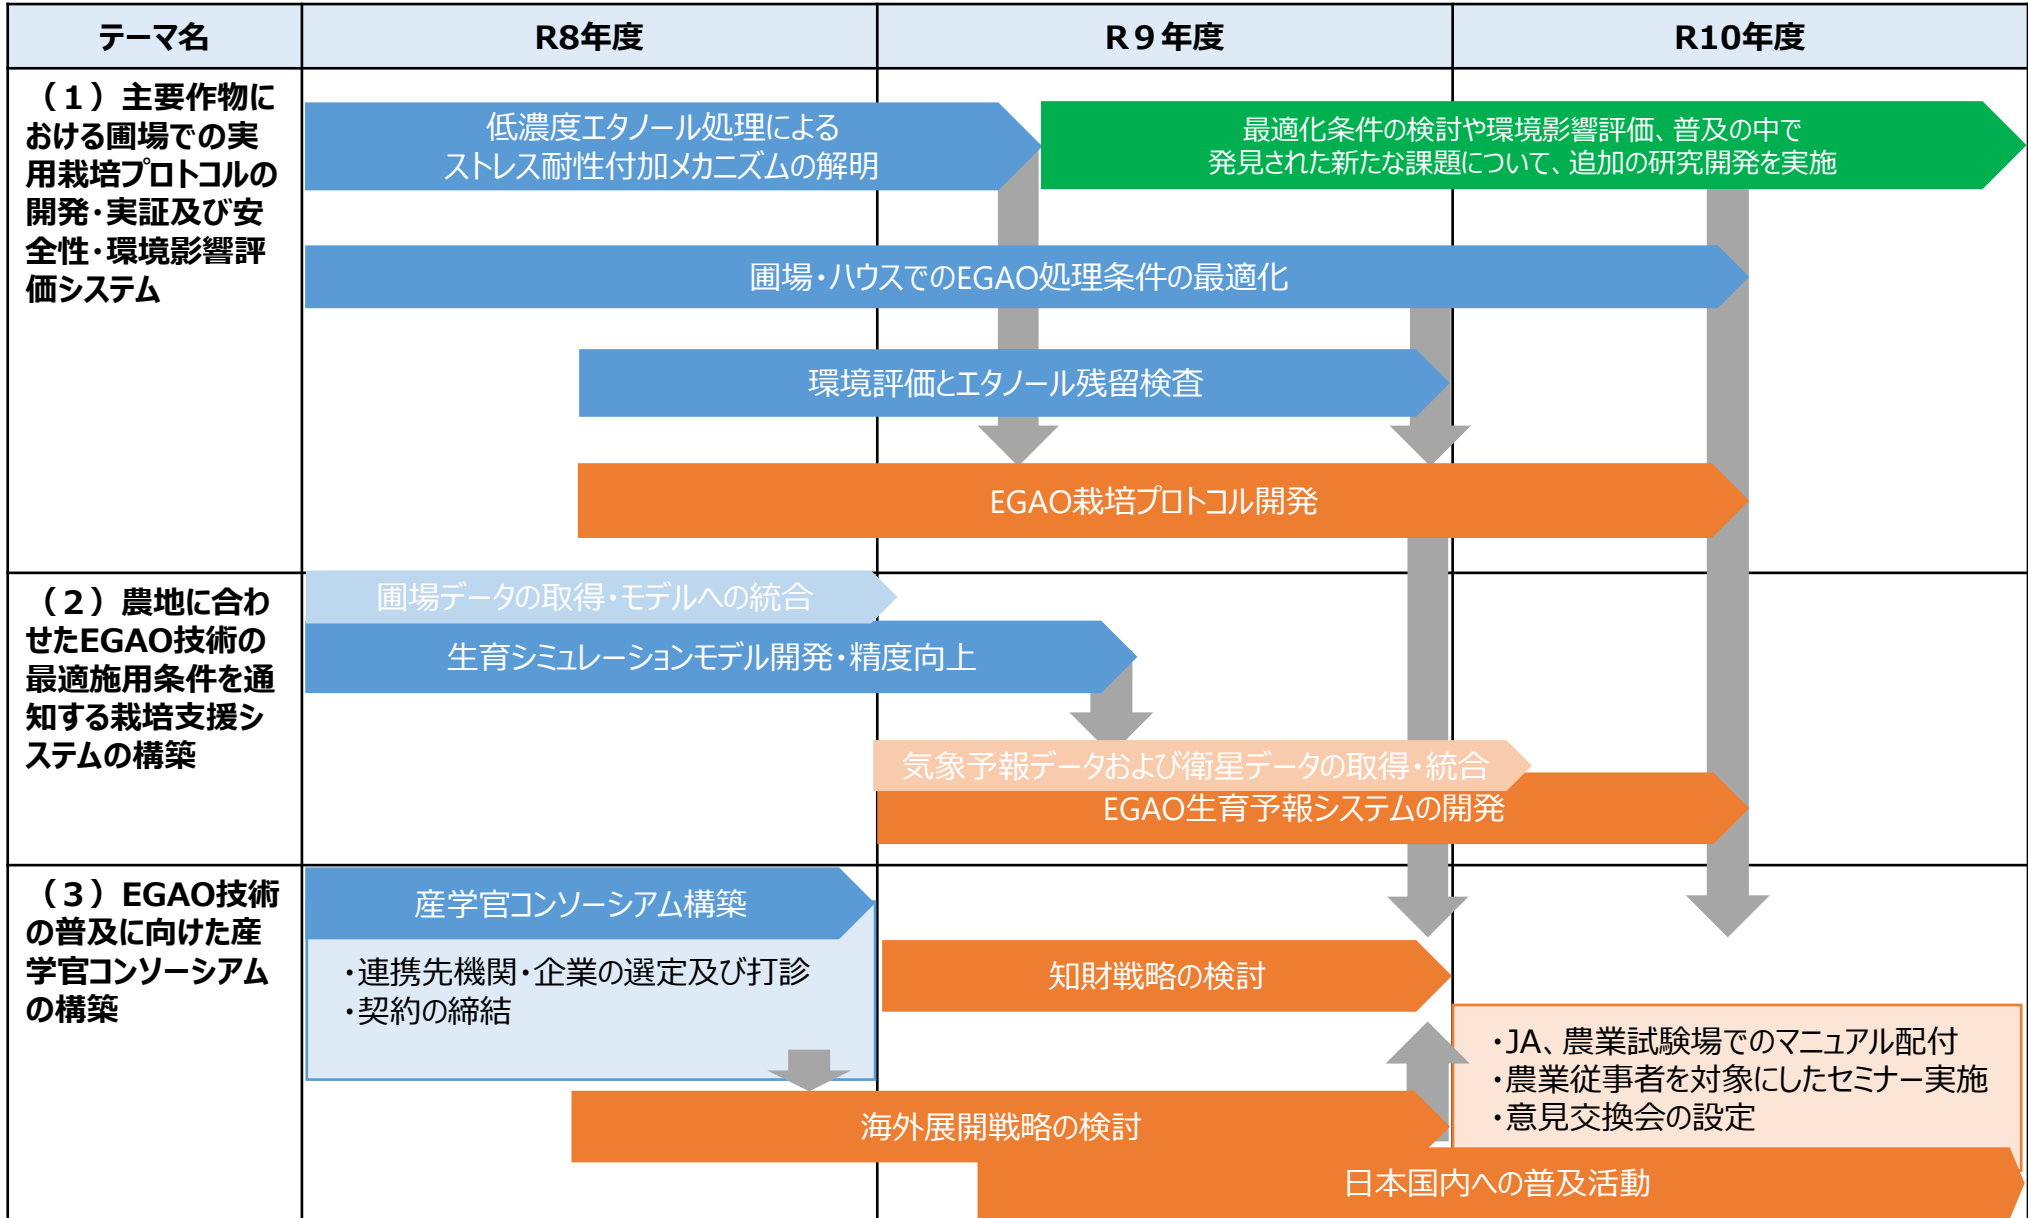 テーマ名
R8年度
R９年度
R10年度
（１）主要作物に
おける圃場での実
用栽培プロトコルの
開発・実証及び安
全性・環境影響評
価システム
低濃度エタノール処理による
ストレス耐性付加メカニズムの解明
最適化条件の検討や環境影響評価、普及の中で
発見された新たな課題について、追加の研究開発を実施
圃場・ハウスでのEGAO処理条件の最適化
環境評価とエタノール残留検査
EGAO栽培プロトコル開発
（２）農地に合わ
せたEGAO技術の
最適施用条件を通
知する栽培支援シ
ステムの構築
圃場データの取得・モデルへの統合
生育シミュレーションモデル開発・精度向上
気象予報データおよび衛星データの取得・統合
EGAO生育予報システムの開発
（３）EGAO技術
の普及に向けた産
学官コンソーシアム
の構築
産学官コンソーシアム構築
・連携先機関・企業の選定及び打診
・契約の締結
知財戦略の検討
・JA、農業試験場でのマニュアル配付
・農業従事者を対象にしたセミナー実施
・意見交換会の設定
海外展開戦略の検討
日本国内への普及活動